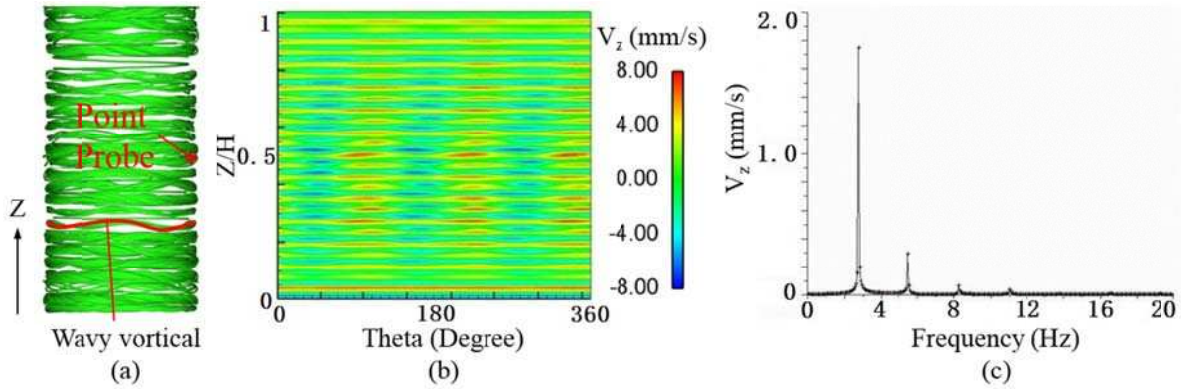 Point
Probe
Z
Wavy vortical
(a)
1
0.5
0
Z/H
0
180
360
Theta (Degree)
(b)
V_z (mm/s)
8.00
4.00
0.00
-4.00
-8.00
2.0
1.0
0
V_z (mm/s)
0
4
8
12
16
20
Frequency (Hz)
(c)